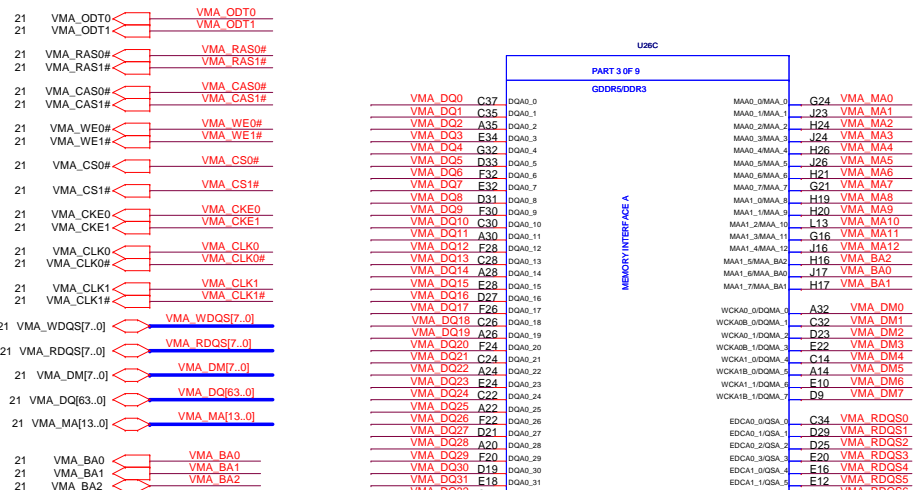 21 VMA_ODT0 VMA_ODT0
21 VMA_ODT1 VMA_ODT1
21 VMA_RAS0# VMA_RAS0#
21 VMA_RAS1# VMA_RAS1#
21 VMA_CAS0# VMA_CAS0#
21 VMA_CAS1# VMA_CAS1#
21 VMA_WE0# VMA_WE0#
21 VMA_WE1# VMA_WE1#
21 VMA_CS0# VMA_CS0#
21 VMA_CS1# VMA_CS1#
21 VMA_CKE0 VMA_CKE0
21 VMA_CKE1 VMA_CKE1
21 VMA_CLK0 VMA_CLK0
21 VMA_CLK0# VMA_CLK0#
21 VMA_CLK1 VMA_CLK1
21 VMA_CLK1# VMA_CLK1#
21 VMA_WDQS[7..0] VMA_WDQS[7..0]
21 VMA_RDQS[7..0] VMA_RDQS[7..0]
21 VMA_DM[7..0] VMA_DM[7..0]
21 VMA_DQ[63..0] VMA_DQ[63..0]
21 VMA_MA[13..0] VMA_MA[13..0]
21 VMA_BA0 VMA_BA0
21 VMA_BA1 VMA_BA1
21 VMA_BA2 VMA_BA2
U26C
PART 3 0F 9
GDDR5/DDR3
MEMORY INTERFACE A
VMA_DQ0 C37 DQA0_0
VMA_DQ1 C35 DQA0_1
VMA_DQ2 A35 DQA0_2
VMA_DQ3 E34 DQA0_3
VMA_DQ4 G32 DQA0_4
VMA_DQ5 D33 DQA0_5
VMA_DQ6 F32 DQA0_6
VMA_DQ7 E32 DQA0_7
VMA_DQ8 D31 DQA0_8
VMA_DQ9 F30 DQA0_9
VMA_DQ10 C30 DQA0_10
VMA_DQ11 A30 DQA0_11
VMA_DQ12 F28 DQA0_12
VMA_DQ13 C28 DQA0_13
VMA_DQ14 A28 DQA0_14
VMA_DQ15 E28 DQA0_15
VMA_DQ16 D27 DQA0_16
VMA_DQ17 F26 DQA0_17
VMA_DQ18 C26 DQA0_18
VMA_DQ19 A26 DQA0_19
VMA_DQ20 F24 DQA0_20
VMA_DQ21 C24 DQA0_21
VMA_DQ22 A24 DQA0_22
VMA_DQ23 E24 DQA0_23
VMA_DQ24 C22 DQA0_24
VMA_DQ25 A22 DQA0_25
VMA_DQ26 F22 DQA0_26
VMA_DQ27 D21 DQA0_27
VMA_DQ28 A20 DQA0_28
VMA_DQ29 F20 DQA0_29
VMA_DQ30 D19 DQA0_30
VMA_DQ31 E18 DQA0_31
MAA0_0/MAA_0 G24 VMA_MA0
MAA0_1/MAA_1 J23 VMA_MA1
MAA0_2/MAA_2 H24 VMA_MA2
MAA0_3/MAA_3 J24 VMA_MA3
MAA0_4/MAA_4 H26 VMA_MA4
MAA0_5/MAA_5 J26 VMA_MA5
MAA0_6/MAA_6 H21 VMA_MA6
MAA0_7/MAA_7 G21 VMA_MA7
MAA1_0/MAA_8 H19 VMA_MA8
MAA1_1/MAA_9 H20 VMA_MA9
MAA1_2/MAA_10 L13 VMA_MA10
MAA1_3/MAA_11 G16 VMA_MA11
MAA1_4/MAA_12 J16 VMA_MA12
MAA1_5/MAA_BA2 H16 VMA_BA2
MAA1_6/MAA_BA0 J17 VMA_BA0
MAA1_7/MAA_BA1 H17 VMA_BA1
WCKA0_0/DQMA_0 A32 VMA_DM0
WCKA0B_0/DQMA_1 C32 VMA_DM1
WCKA0_1/DQMA_2 D23 VMA_DM2
WCKA0B_1/DQMA_3 E22 VMA_DM3
WCKA1_0/DQMA_4 C14 VMA_DM4
WCKA1B_0/DQMA_5 A14 VMA_DM5
WCKA1_1/DQMA_6 E10 VMA_DM6
WCKA1B_1/DQMA_7 D9 VMA_DM7
EDCA0_0/QSA_0 C34 VMA_RDQS0
EDCA0_1/QSA_1 D29 VMA_RDQS1
EDCA0_2/QSA_2 D25 VMA_RDQS2
EDCA0_3/QSA_3 E20 VMA_RDQS3
EDCA1_0/QSA_4 E16 VMA_RDQS4
EDCA1_1/QSA_5 E12 VMA_RDQS5